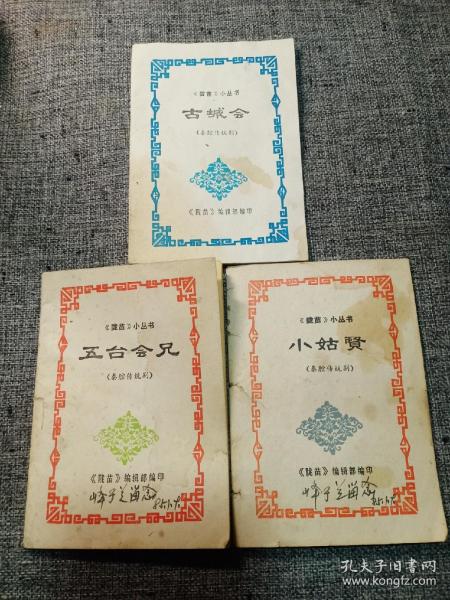 《陇苗》小丛书
古城会
(秦腔传统剧)
《陇苗》编辑部编印
《陇苗》小丛书
五台会兄
(秦腔传统剧)
《陇苗》编辑部编印
《陇苗》小丛书
小姑贤
(秦腔传统剧)
《陇苗》编辑部编印
孔夫子旧书网
www.kongfz.com